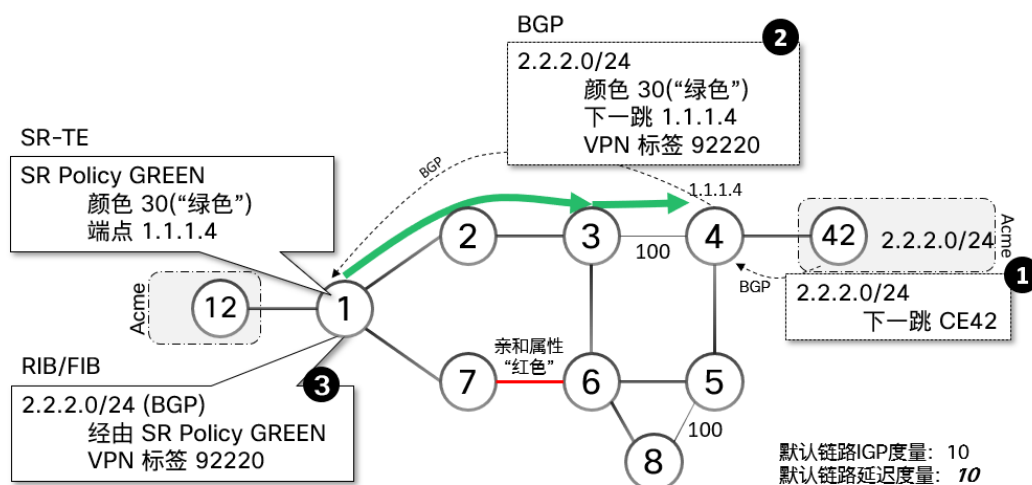 BGP
2
2.2.2.0/24
颜色 30(“绿色”)
下一跳 1.1.1.4
VPN 标签 92220
SR-TE
SR Policy GREEN
颜色 30(“绿色”)
端点 1.1.1.4
BGP
1.1.1.4
2
3
100
4
42
2.2.2.0/24
Acme
BGP
1
2.2.2.0/24
下一跳 CE42
Acme
12
1
亲和属性
“红色”
7
6
5
100
8
RIB/FIB
3
2.2.2.0/24 (BGP)
经由 SR Policy GREEN
VPN 标签 92220
默认链路IGP度量：10
默认链路延迟度量：10